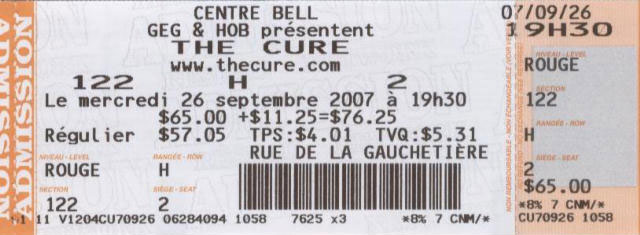 ADMISSION
ADMISSION
CENTRE BELL
GEG & HOB présentent
THE CURE
www.thecure.com
122 H 2
Le mercredi 26 septembre 2007 à 19h30
$65.00 +$11.25=$76.25
Régulier $57.05 TPS:$4.01 TVQ:$5.31
RUE DE LA GAUCHETIÈRE
NIVEAU-LEVEL RANGÉE-ROW
ROUGE H
SECTION SIÈGE-SEAT
122 2
11 V1204CU70926 06284094 1058 7625 x3 *8% 7 CNM/*
07/09/26
19H30
NIVEAU-LEVEL
ROUGE
SECTION
122
RANGÉE-ROW
H
SIÈGE-SEAT
2
$65.00
*8% 7 CNM/*
CU70926 1058